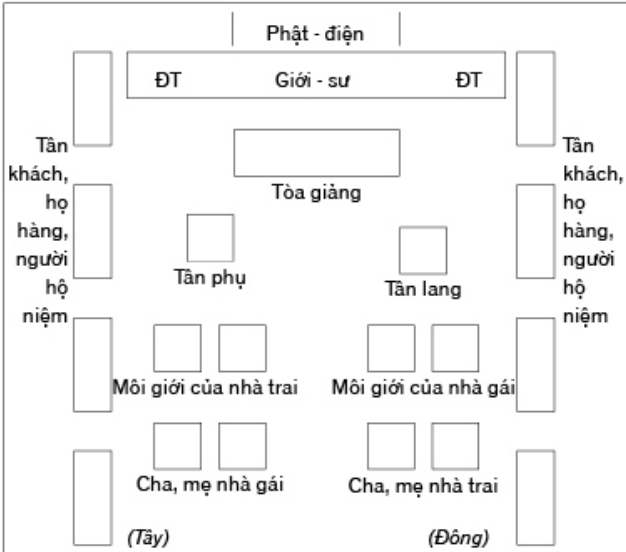 Phật - điện
ĐT Giới - sư ĐT
Tân
khách,
họ
hàng,
người
hộ
niệm
Tân
khách,
họ
hàng,
người
hộ
niệm
Tòa giảng
Tân phụ
Tân lang
Môi giới của nhà trai
Môi giới của nhà gái
Cha, mẹ nhà gái
Cha, mẹ nhà trai
(Tây)
(Đông)